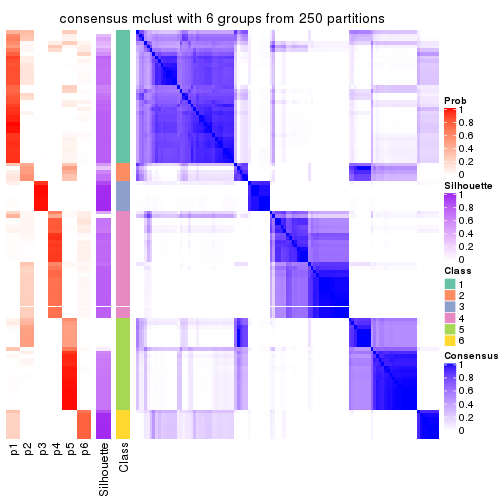 consensus mclust with 6 groups from 250 partitions
Prob
1
0.8
0.6
0.4
0.2
0
Silhouette
1
0.8
0.6
0.4
0.2
0
Class
1
2
3
4
5
6
Consensus
1
0.8
0.6
0.4
0.2
0
p1
p2
p3
p4
p5
p6
Silhouette
Class